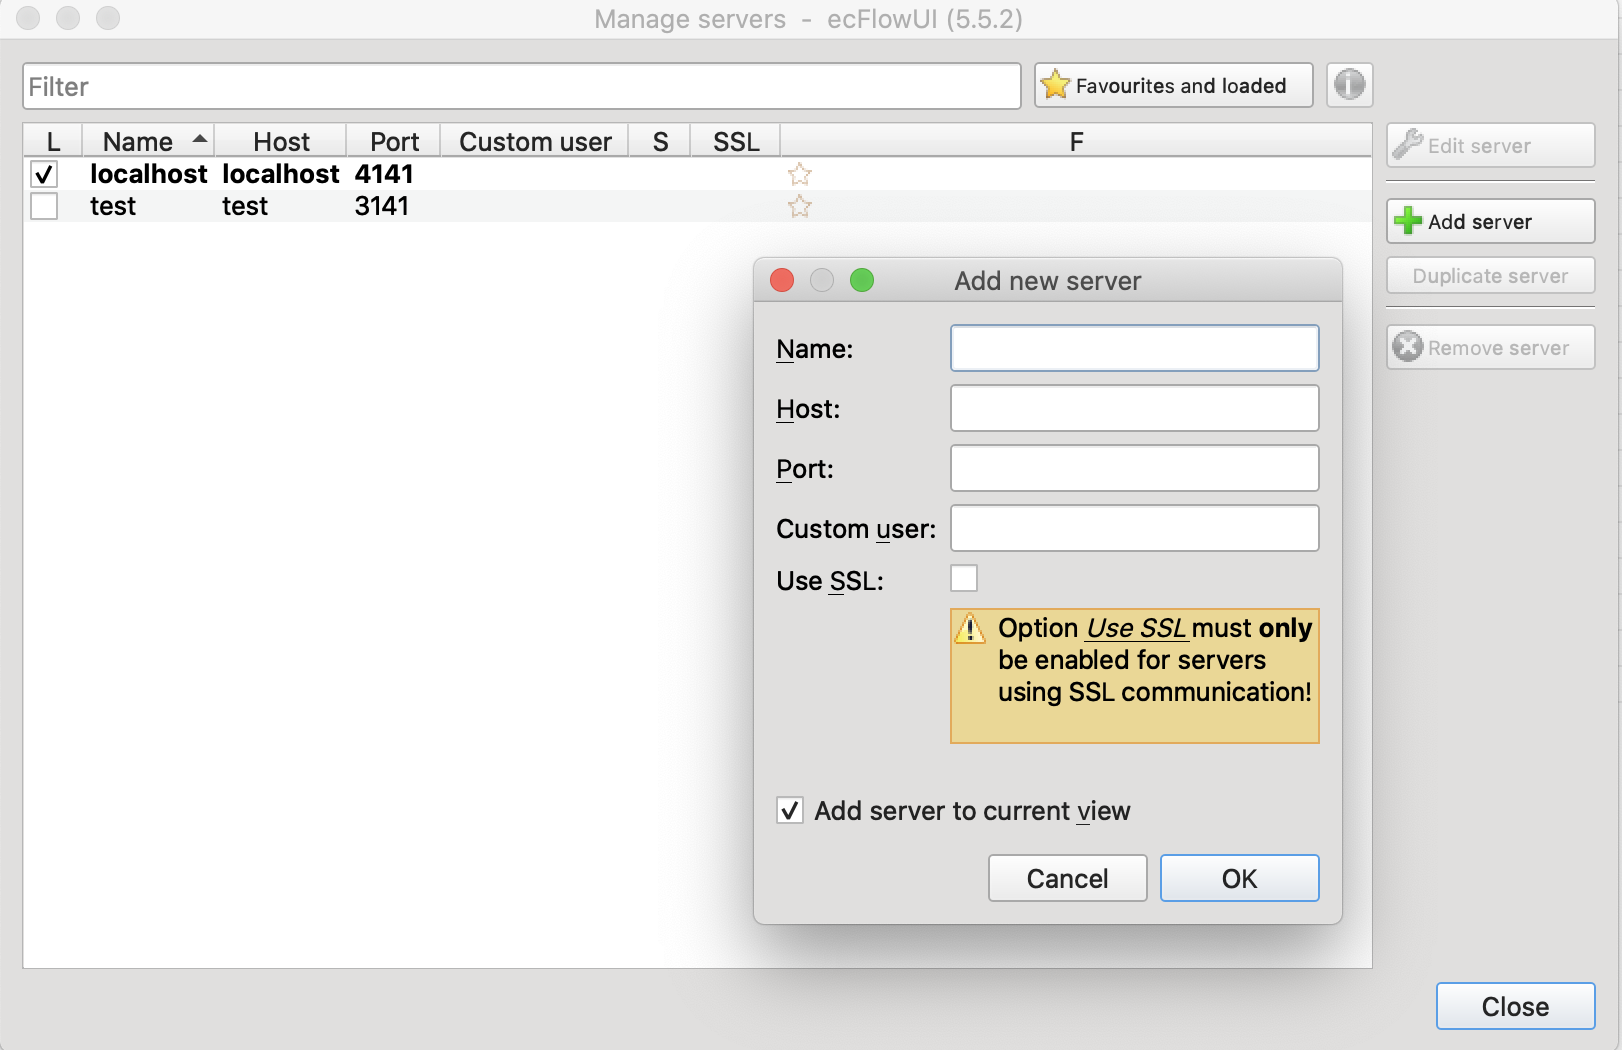 Manage servers - ecFlowUI (5.5.2)
Filter
Favourites and loaded
L Name Host Port Custom user S SSL F
localhost localhost 4141
test test 3141
Edit server
Add server
Duplicate server
Remove server
Add new server
Name:
Host:
Port:
Custom user:
Use SSL:
Option Use SSL must only
be enabled for servers
using SSL communication!
Add server to current view
Cancel OK
Close